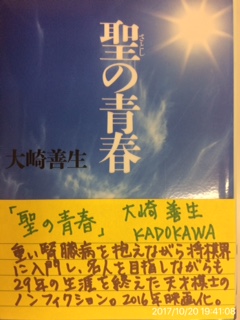 聖の青春
さとし
大崎善生
「聖の青春」 大崎善生
KADOKAWA
重い腎臓病を抱えながら将棋界
に入門し、名人を目指しながらも
29年の生涯を終えた天才棋士の
ノンフィクション。2016年映画化。
2017/10/20 19:41:06